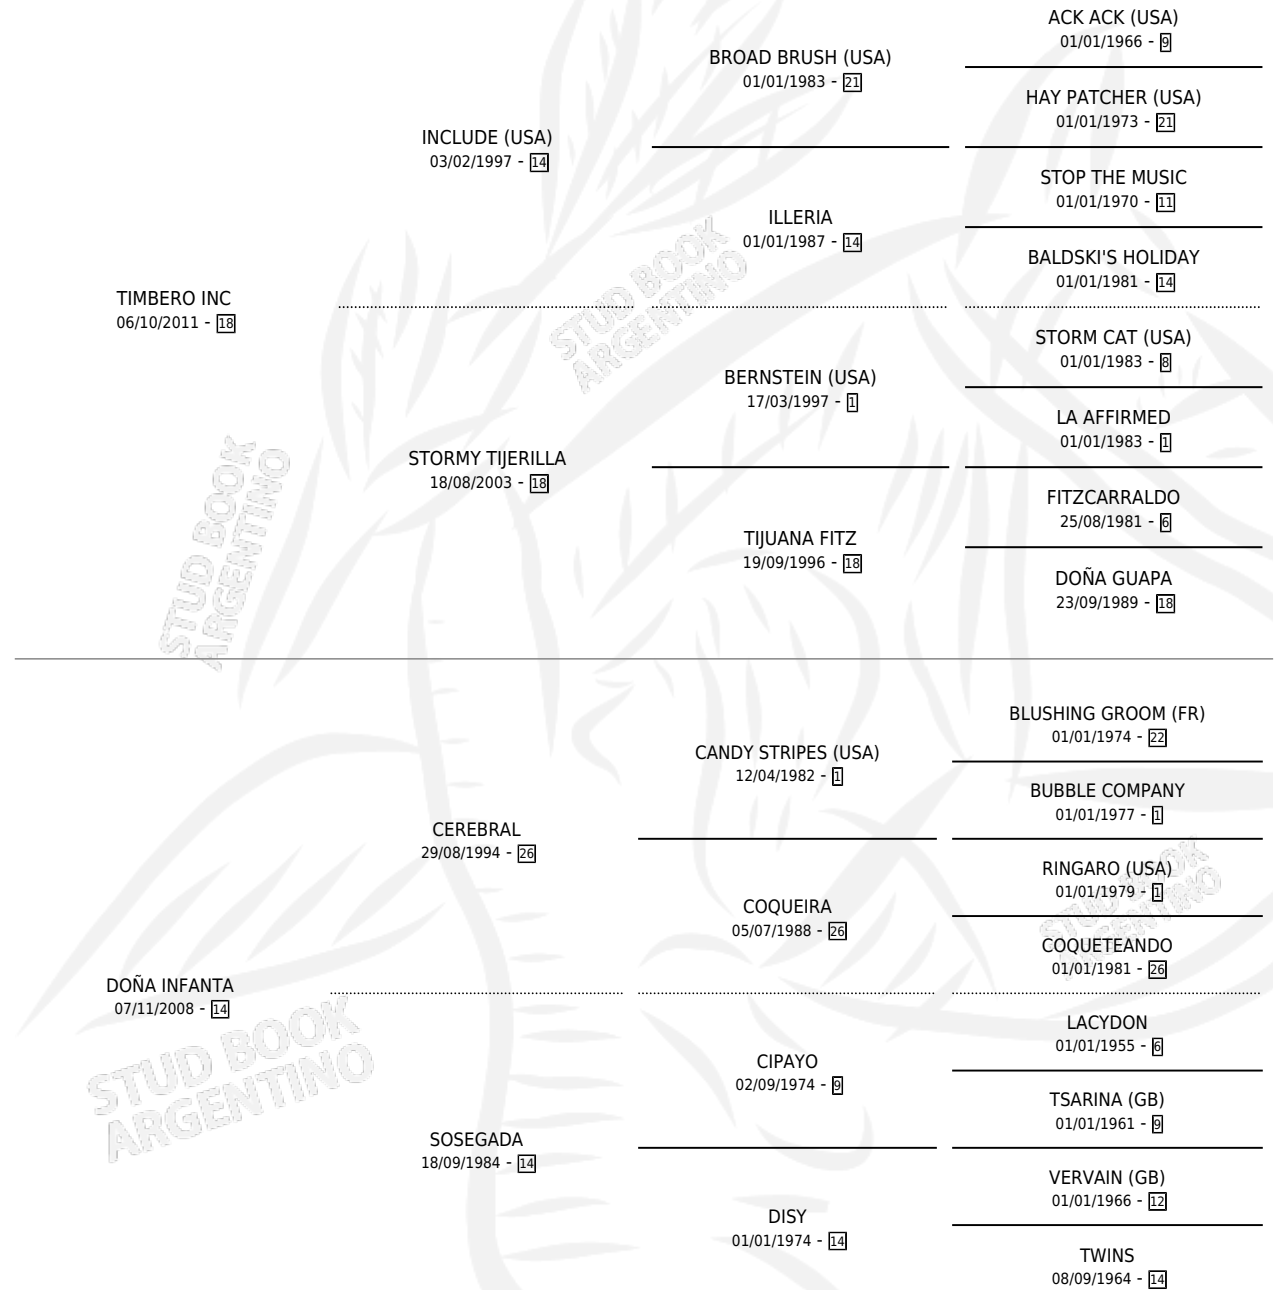 ACK ACK (USA)
01/01/1966 - 9
BROAD BRUSH (USA)
01/01/1983 - 21
HAY PATCHER (USA)
01/01/1973 - 21
INCLUDE (USA)
03/02/1997 - 14
STOP THE MUSIC
01/01/1970 - 11
ILLERIA
01/01/1987 - 14
BALDSKI'S HOLIDAY
01/01/1981 - 14
TIMBERO INC
06/10/2011 - 18
STORM CAT (USA)
01/01/1983 - 8
BERNSTEIN (USA)
17/03/1997 - 1
LA AFFIRMED
01/01/1983 - 1
STORMY TIJERILLA
18/08/2003 - 18
FITZCARRALDO
25/08/1981 - 6
TIJUANA FITZ
19/09/1996 - 18
DOÑA GUAPA
23/09/1989 - 18
BLUSHING GROOM (FR)
01/01/1974 - 22
CANDY STRIPES (USA)
12/04/1982 - 1
BUBBLE COMPANY
01/01/1977 - 1
CEREBRAL
29/08/1994 - 26
RINGARO (USA)
01/01/1979 - 1
COQUEIRA
05/07/1988 - 26
COQUETEANDO
01/01/1981 - 26
DOÑA INFANTA
07/11/2008 - 14
LACYDON
01/01/1955 - 6
CIPAYO
02/09/1974 - 9
TSARINA (GB)
01/01/1961 - 9
SOSEGADA
18/09/1984 - 14
VERVAIN (GB)
01/01/1966 - 12
DISY
01/01/1974 - 14
TWINS
08/09/1964 - 14
STUD BOOK
ARGENTINO
STUD BOOK
ARGENTINO
STUD BOOK
ARGENTINO
STUD BOOK
ARGENTINO